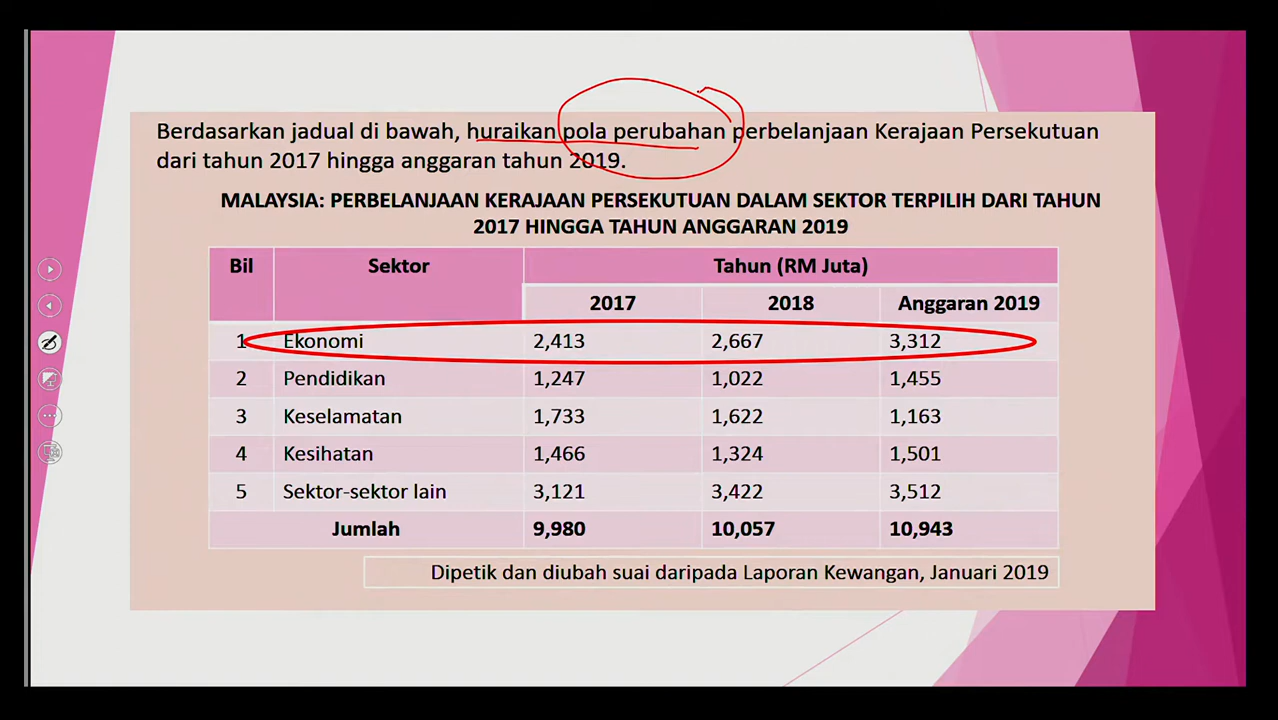 Berdasarkan jadual di bawah, huraikan pola perubahan perbelanjaan Kerajaan Persekutuan
dari tahun 2017 hingga anggaran tahun 2019.
MALAYSIA: PERBELANJAAN KERAJAAN PERSEKUTUAN DALAM SEKTOR TERPILIH DARI TAHUN
2017 HINGGA TAHUN ANGGARAN 2019
Bil Sektor Tahun (RM Juta)
2017 2018 Anggaran 2019
1 Ekonomi 2,413 2,667 3,312
2 Pendidikan 1,247 1,022 1,455
3 Keselamatan 1,733 1,622 1,163
4 Kesihatan 1,466 1,324 1,501
5 Sektor-sektor lain 3,121 3,422 3,512
Jumlah 9,980 10,057 10,943
Dipetik dan diubah suai daripada Laporan Kewangan, Januari 2019